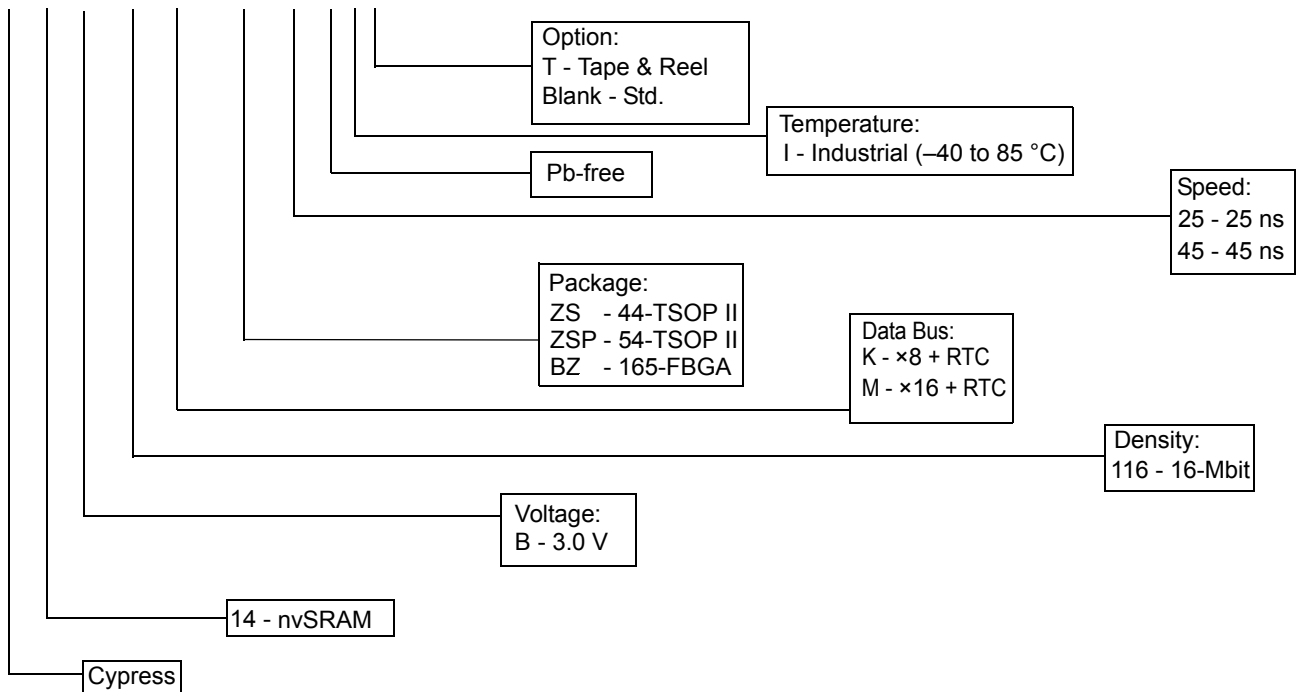 Option:
T - Tape & Reel
Blank - Std.
Temperature:
I - Industrial (–40 to 85 °C)
Pb-free
Speed:
25 - 25 ns
45 - 45 ns
Package:
ZS - 44-TSOP II
ZSP - 54-TSOP II
BZ - 165-FBGA
Data Bus:
K - ×8 + RTC
M - ×16 + RTC
Density:
116 - 16-Mbit
Voltage:
B - 3.0 V
14 - nvSRAM
Cypress